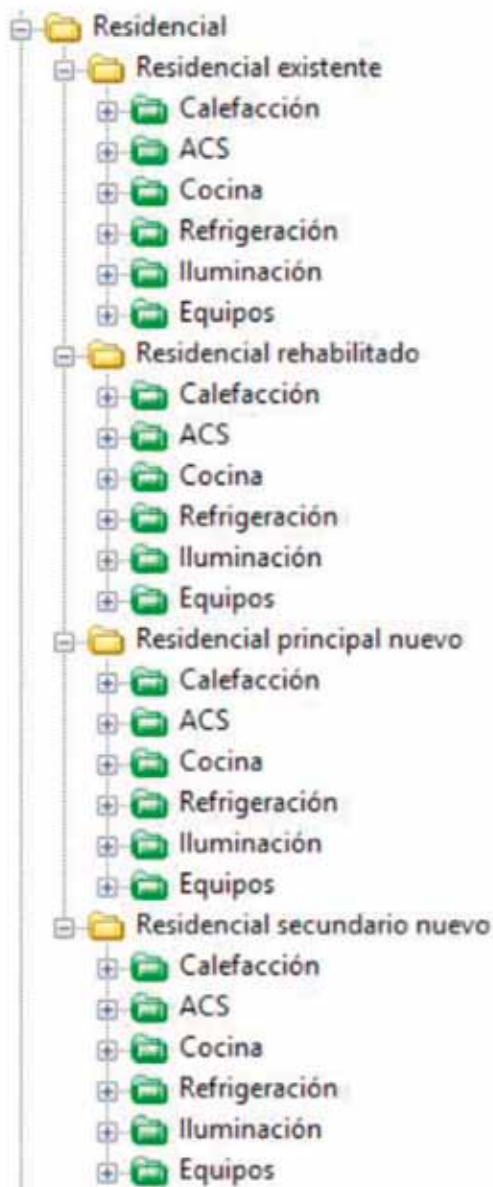 Residencial
Residencial existente
Calefacción
ACS
Cocina
Refrigeración
Iluminación
Equipos
Residencial rehabilitado
Calefacción
ACS
Cocina
Refrigeración
Iluminación
Equipos
Residencial principal nuevo
Calefacción
ACS
Cocina
Refrigeración
Iluminación
Equipos
Residencial secundario nuevo
Calefacción
ACS
Cocina
Refrigeración
Iluminación
Equipos